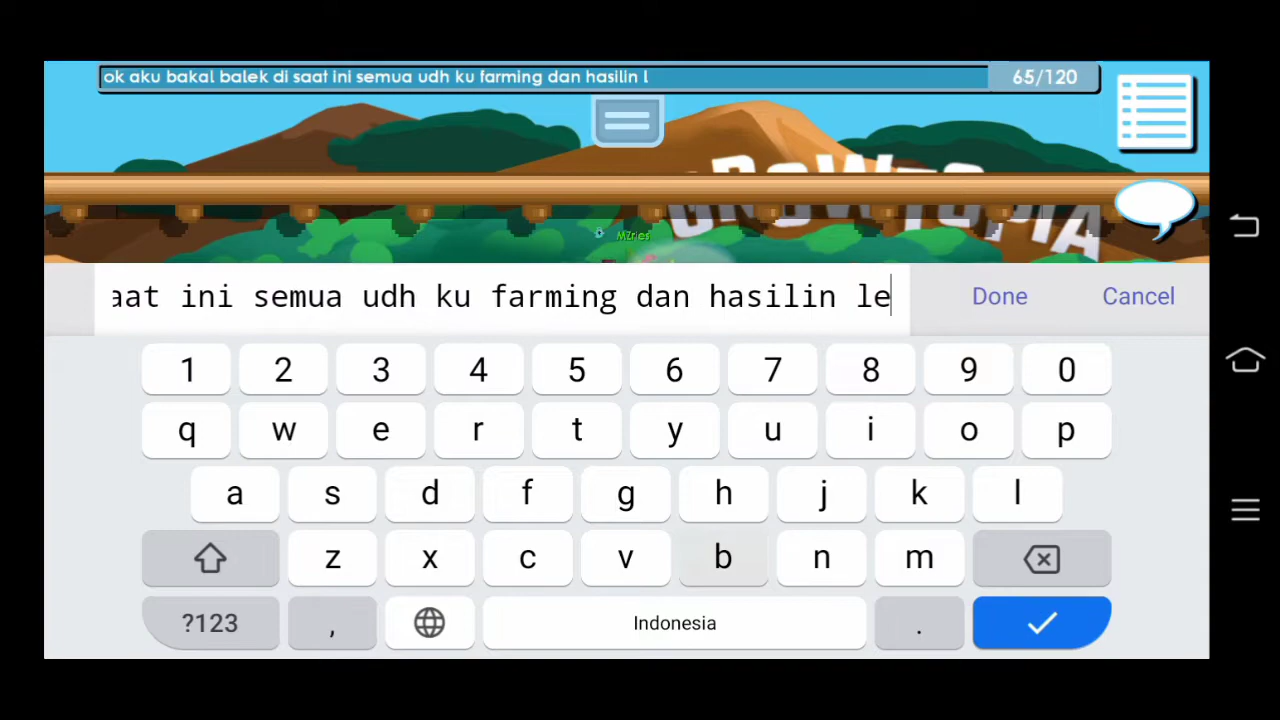 ok aku bakal balek di saat ini semua udh ku farming dan hasilin l
65/120
GROWTOPIA
MZries
aat ini semua udh ku farming dan hasilin le
Done
Cancel
1 2 3 4 5 6 7 8 9 0
q w e r t y u i o p
a s d f g h j k l
z x c v b n m
?123 , Indonesia .